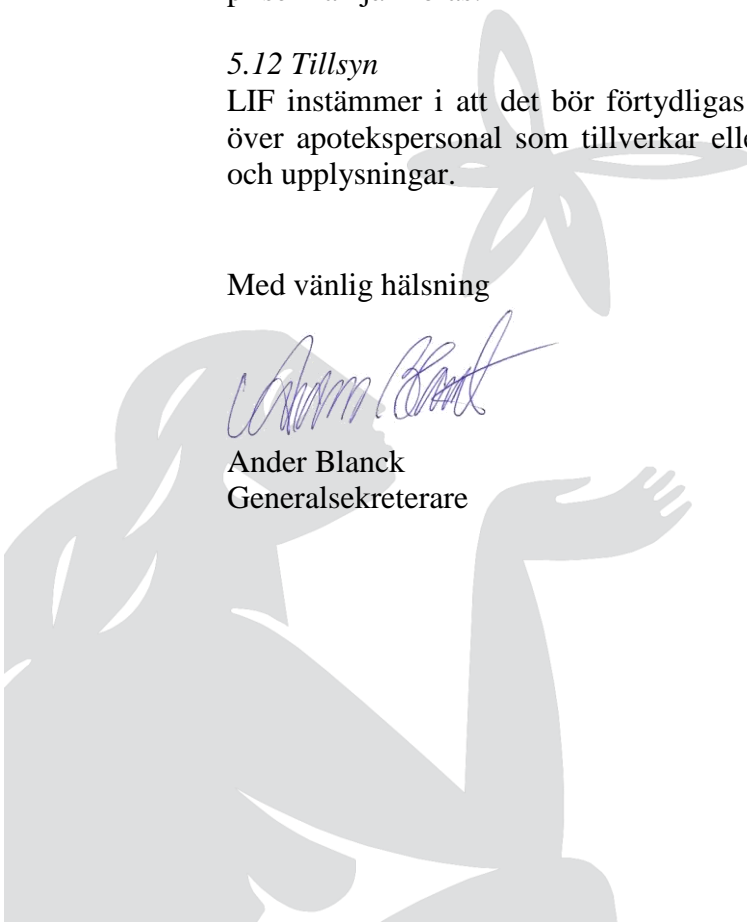 5.12 Tillsyn
LIF instämmer i att det bör förtydligas
över apotekspersonal som tillverkar
och upplysningar.
Med vänlig hälsning
Ander Blanck
Generalsekreterare